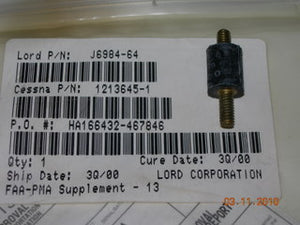 Lord P/N: J6984-64
Cessna P/N: 1213645-1
P.O. #: HA166432-467846
Qty: 1 Cure Date: 3Q/00
Ship Date: 3Q/00 LORD CORPORATION
FAA-PMA Supplement - 13
03.11.2010
APPROVAL